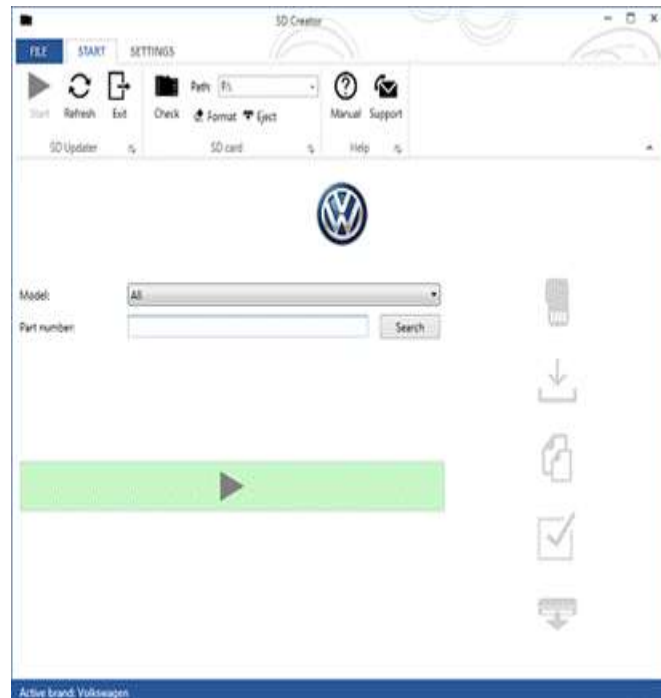 SD Creator
FILE START SETTINGS
Path: F:\
Start Refresh Exit Check Format Eject Manual Support
SD Updater SD card Help
Model: All
Part number: Search
Active brand: Volkswagen